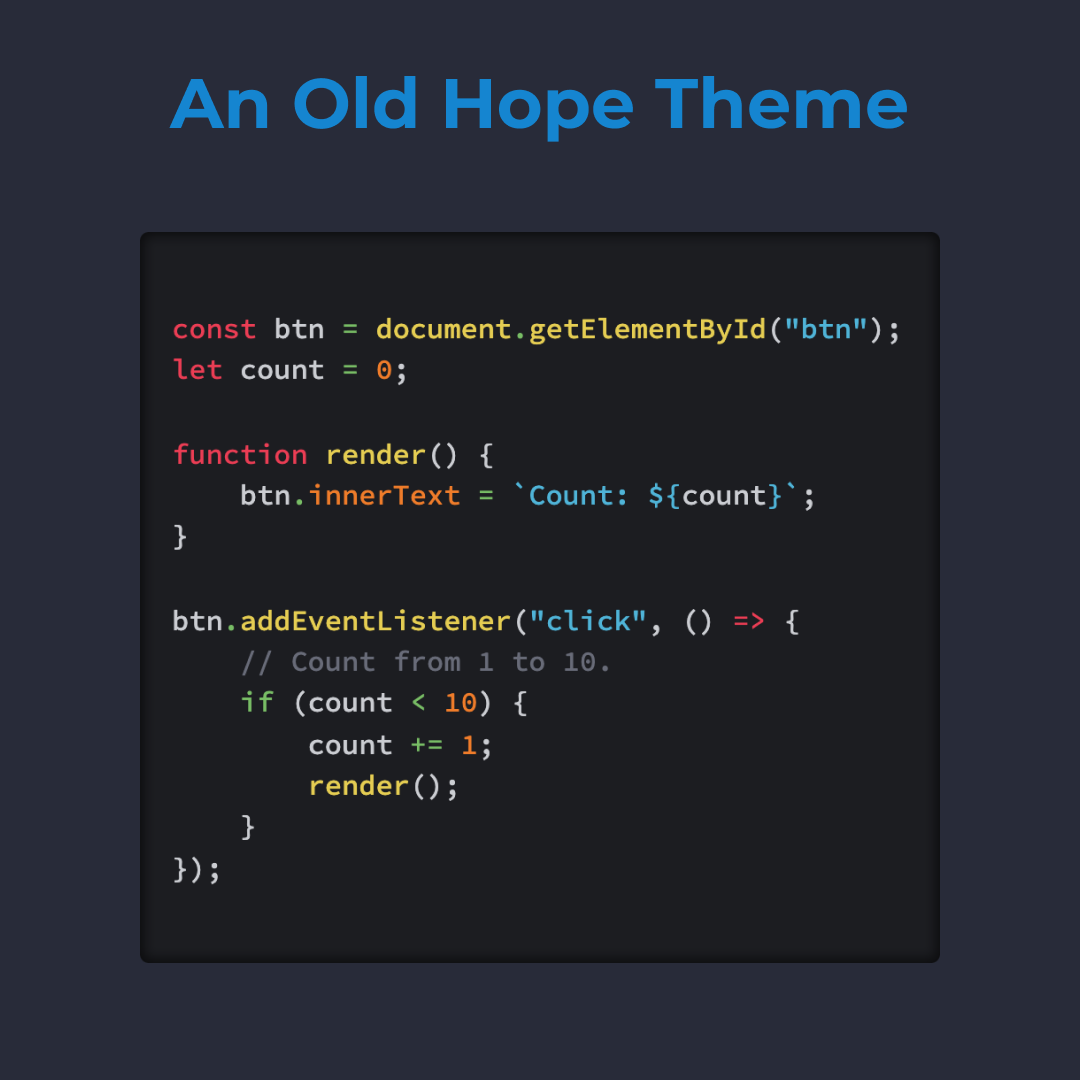 An Old Hope Theme
const btn = document.getElementById("btn");
let count = 0;
function render() {
    btn.innerText = `Count: ${count}`;
}
btn.addEventListener("click", () => {
    // Count from 1 to 10.
    if (count < 10) {
        count += 1;
        render();
    }
});